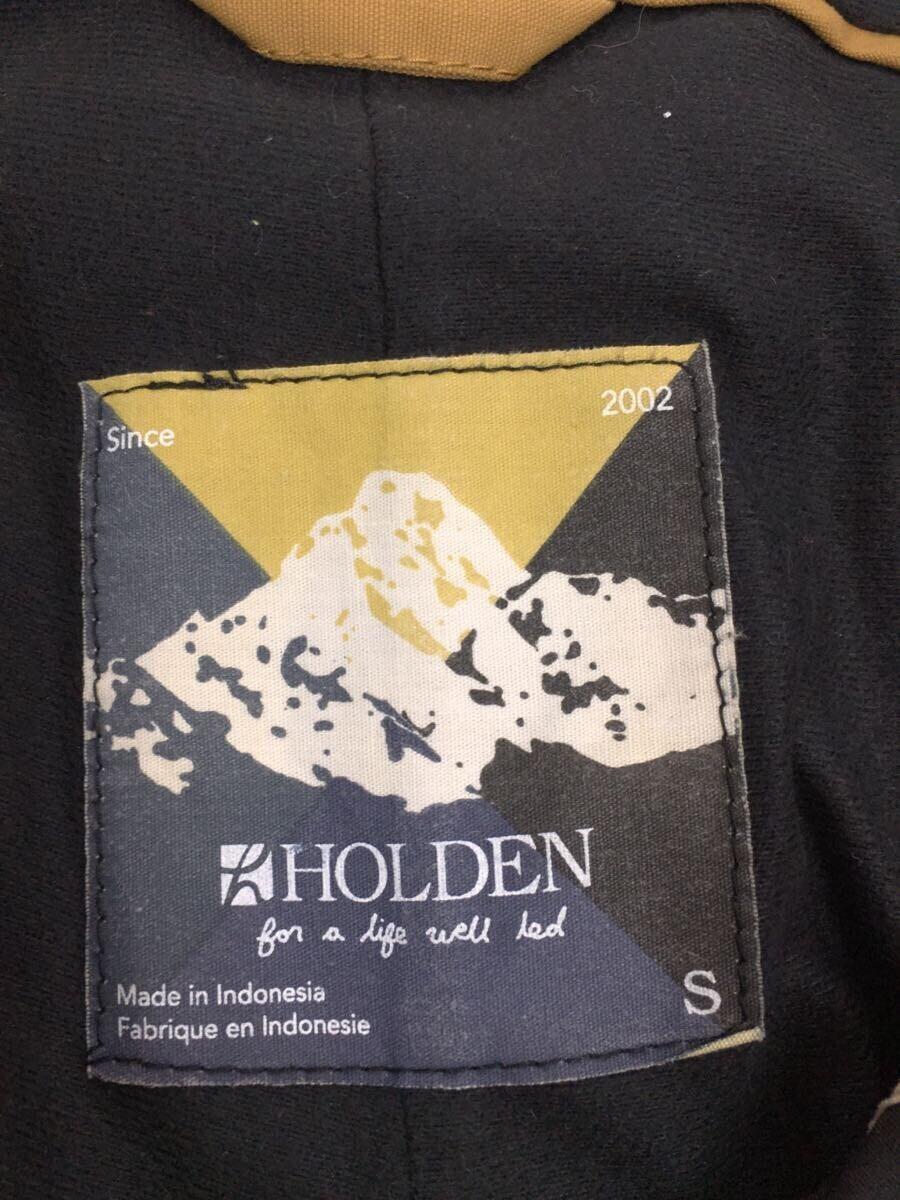 Since 2002
HOLDEN
for a life well led
Made in Indonesia
Fabrique en Indonesie
S